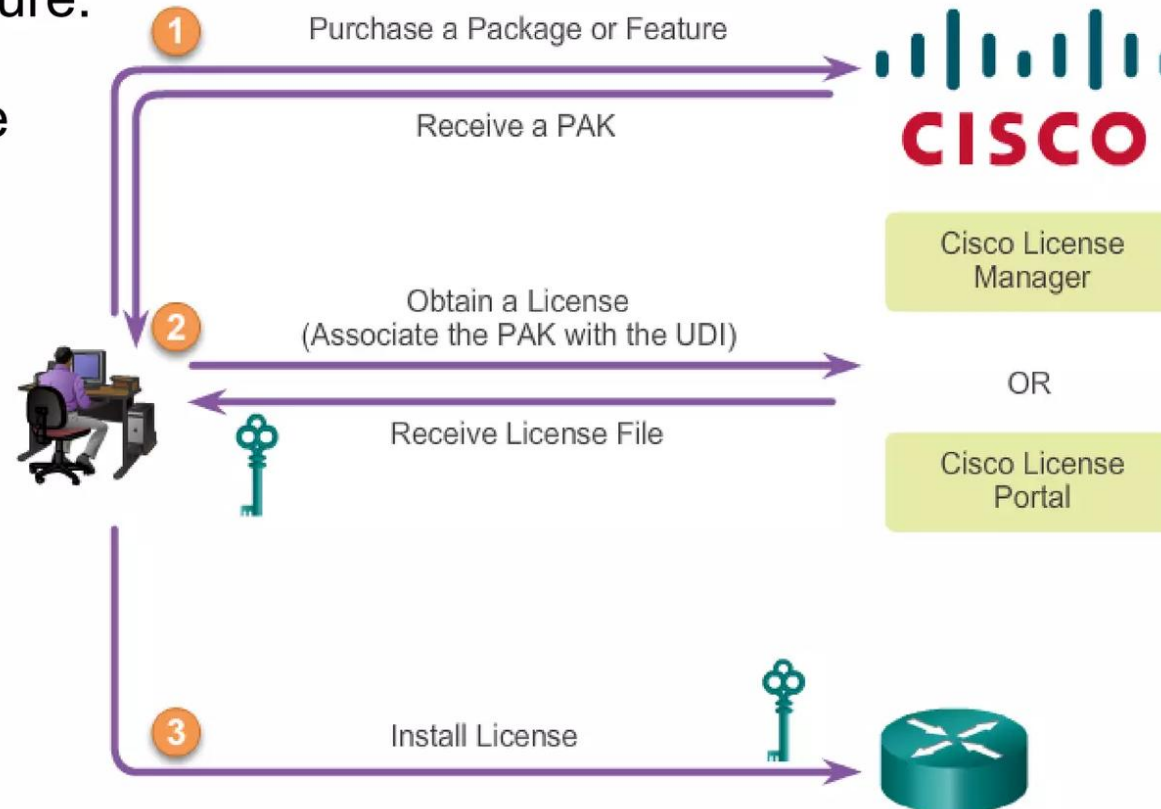 ure:
1
Purchase a Package or Feature
e
Receive a PAK
CISCO
Cisco License
Manager
2
Obtain a License
(Associate the PAK with the UDI)
OR
Receive License File
Cisco License
Portal
3
Install License